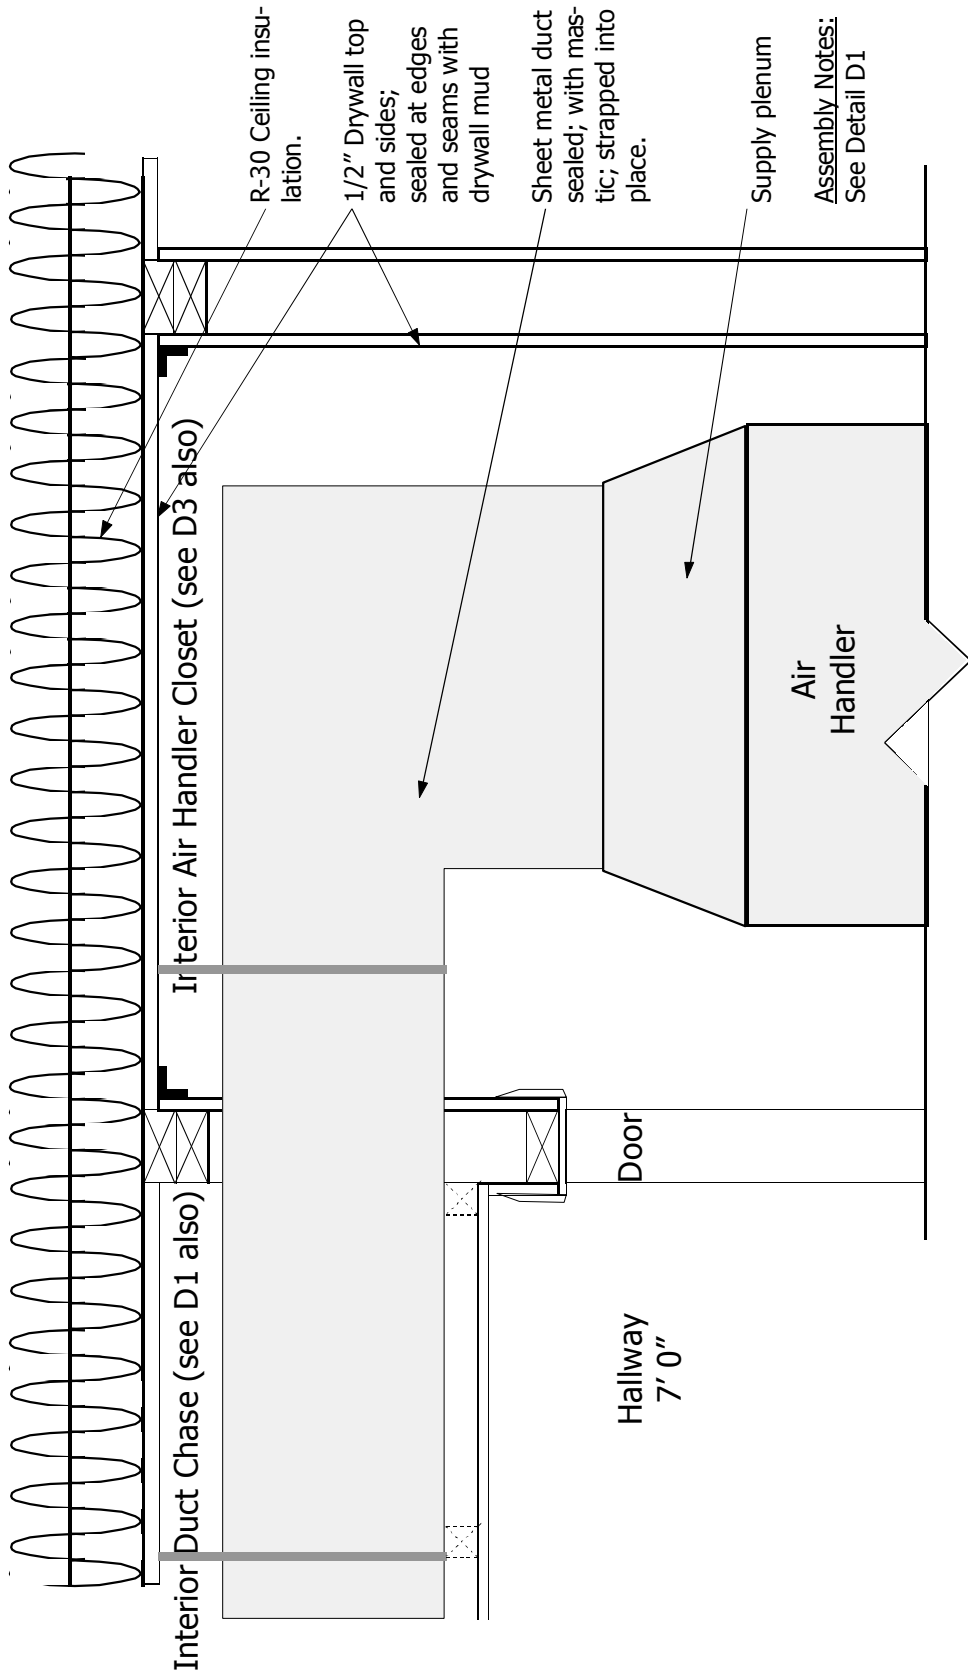 R-30 Ceiling insu-
lation.
1/2” Drywall top
and sides;
sealed at edges
and seams with
drywall mud
Sheet metal duct
sealed; with mas-
tic; strapped into
place.
Supply plenum
Assembly Notes:
See Detail D1
Interior Air Handler Closet (see D3 also)
Air
Handler
Interior Duct Chase (see D1 also)
Door
Hallway
7’ 0”